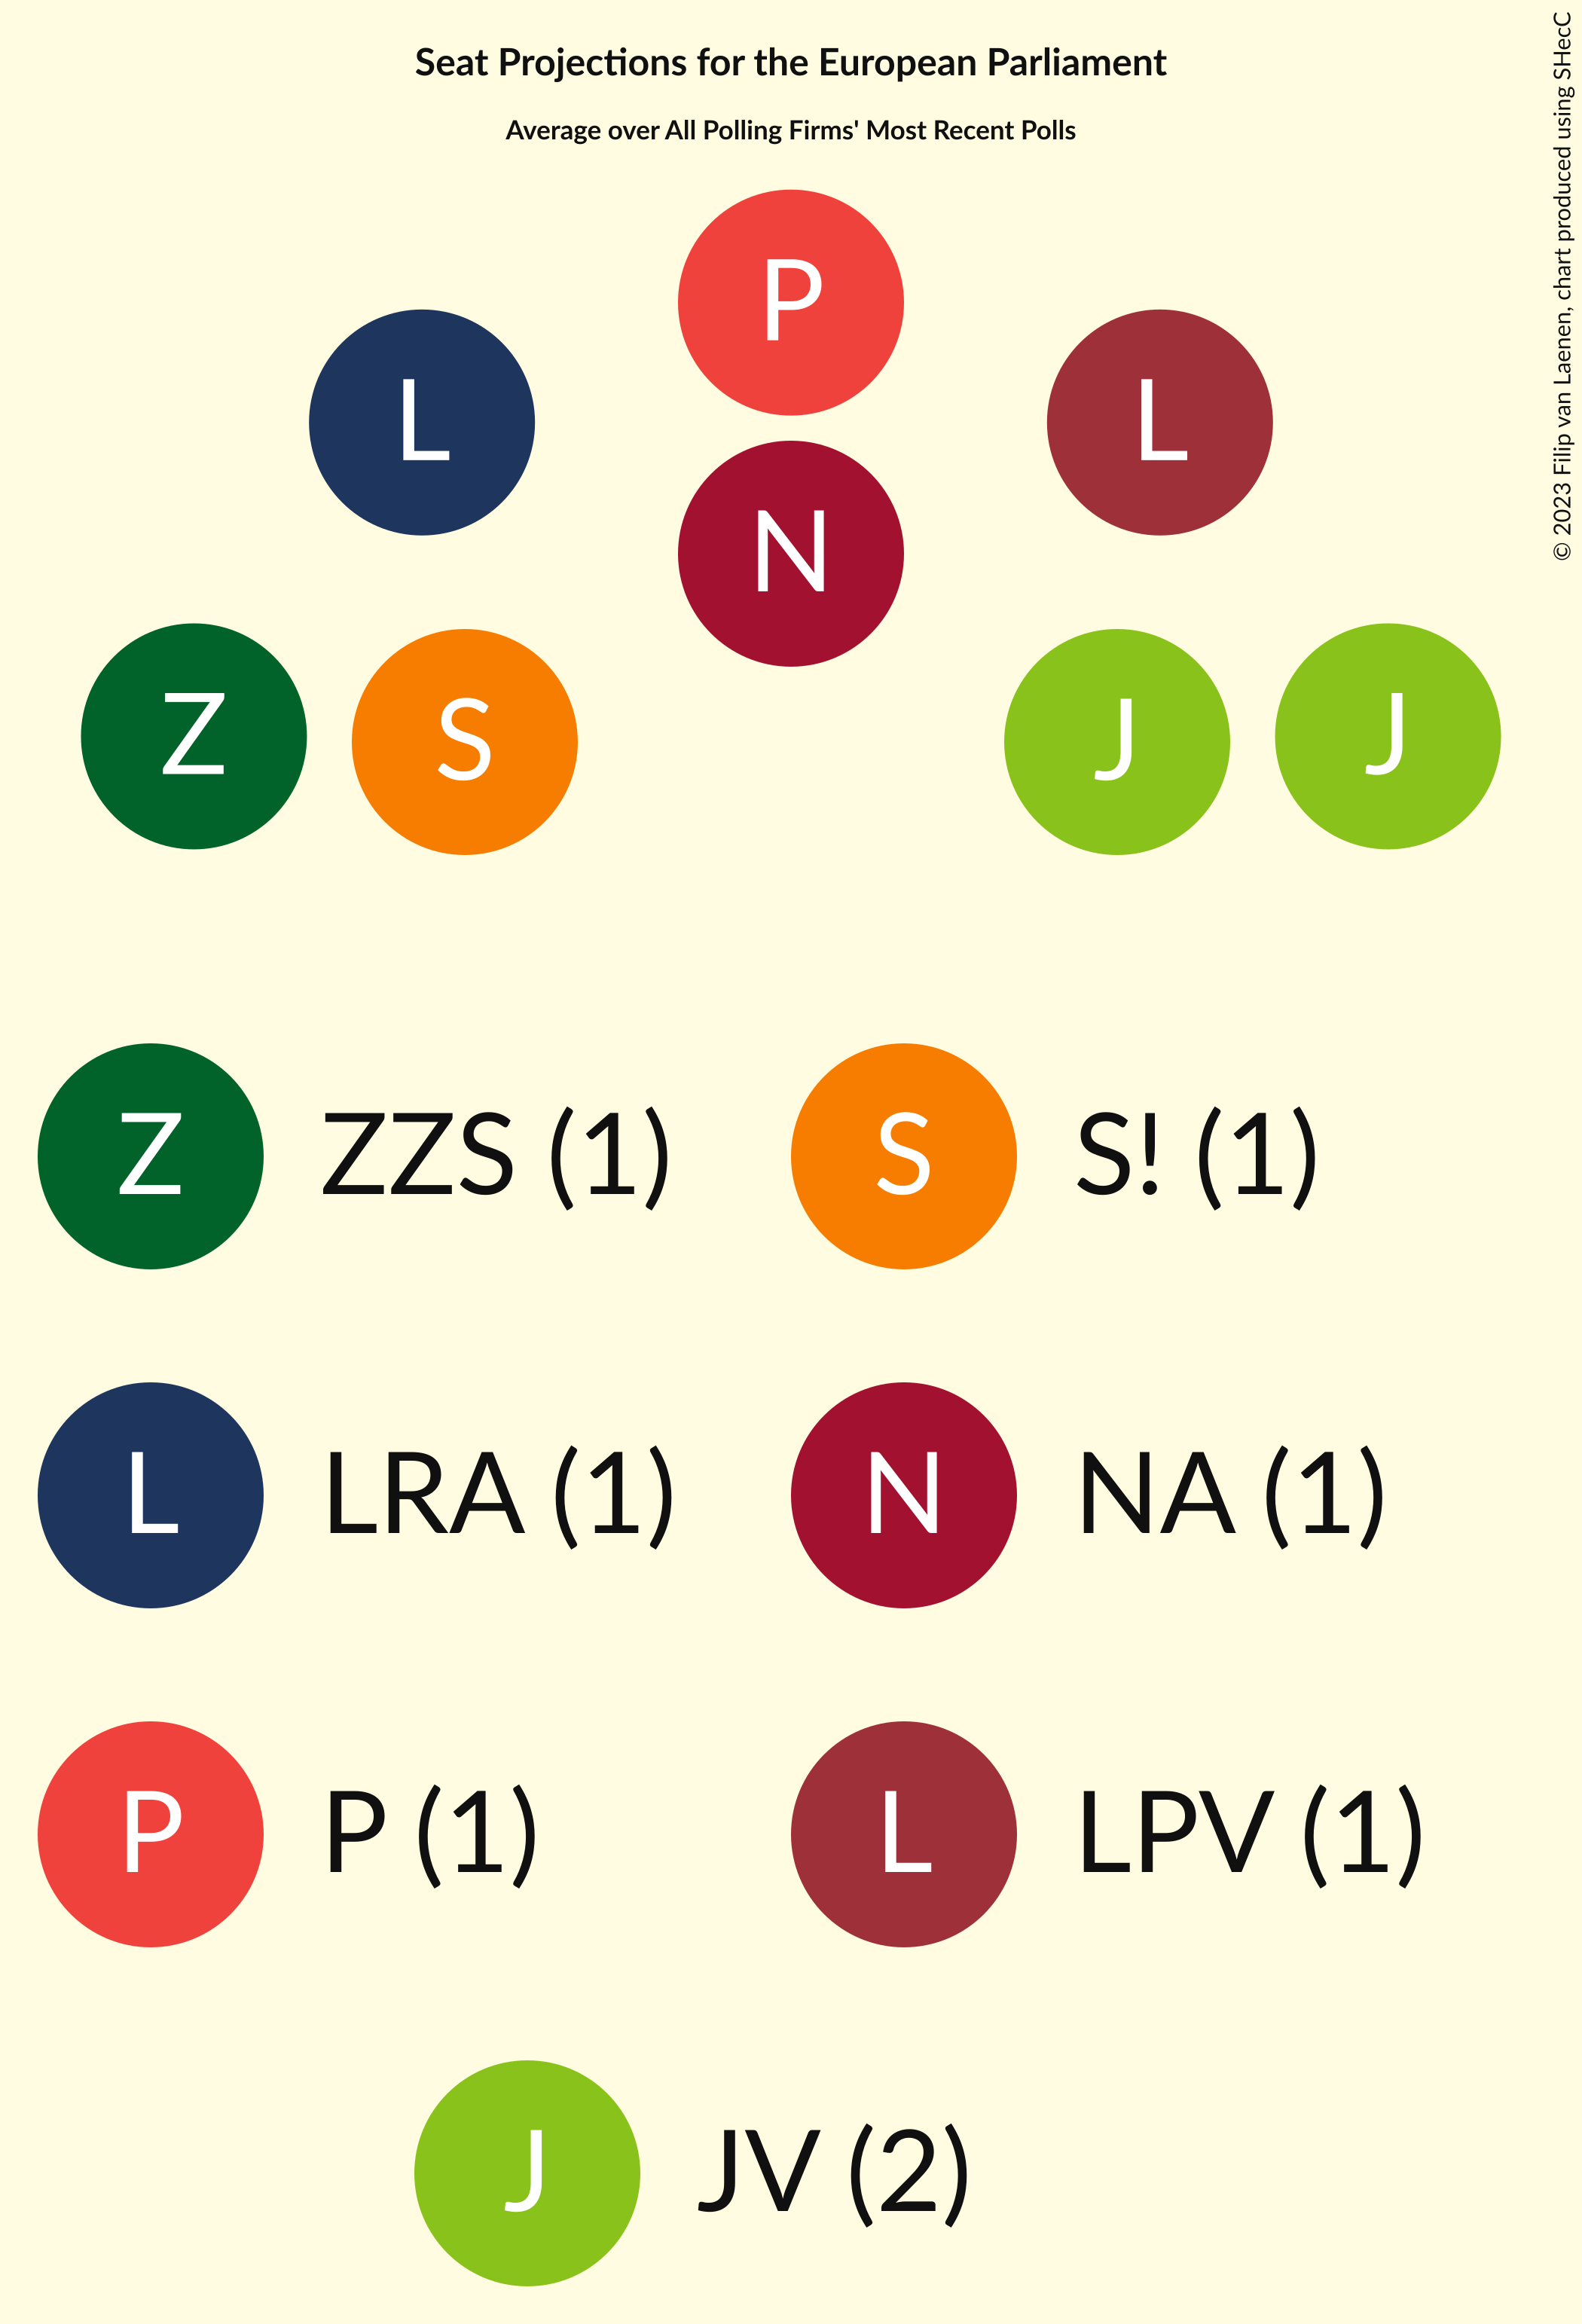 Seat Projections for the European Parliament
Average over All Polling Firms' Most Recent Polls
© 2023 Filip van Laenen, chart produced using SHecC
P
L
L
N
Z
S
J
J
Z ZZS (1)
S S! (1)
L LRA (1)
N NA (1)
P P (1)
L LPV (1)
J JV (2)